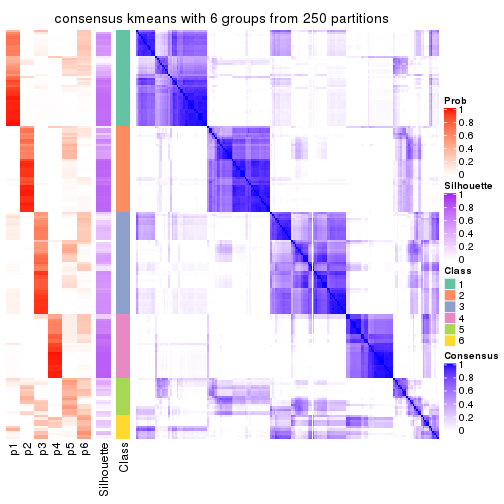 consensus kmeans with 6 groups from 250 partitions
Prob
1
0.8
0.6
0.4
0.2
0
Silhouette
1
0.8
0.6
0.4
0.2
0
Class
1
2
3
4
5
6
Consensus
1
0.8
0.6
0.4
0.2
0
p1
p2
p3
p4
p5
p6
Silhouette
Class